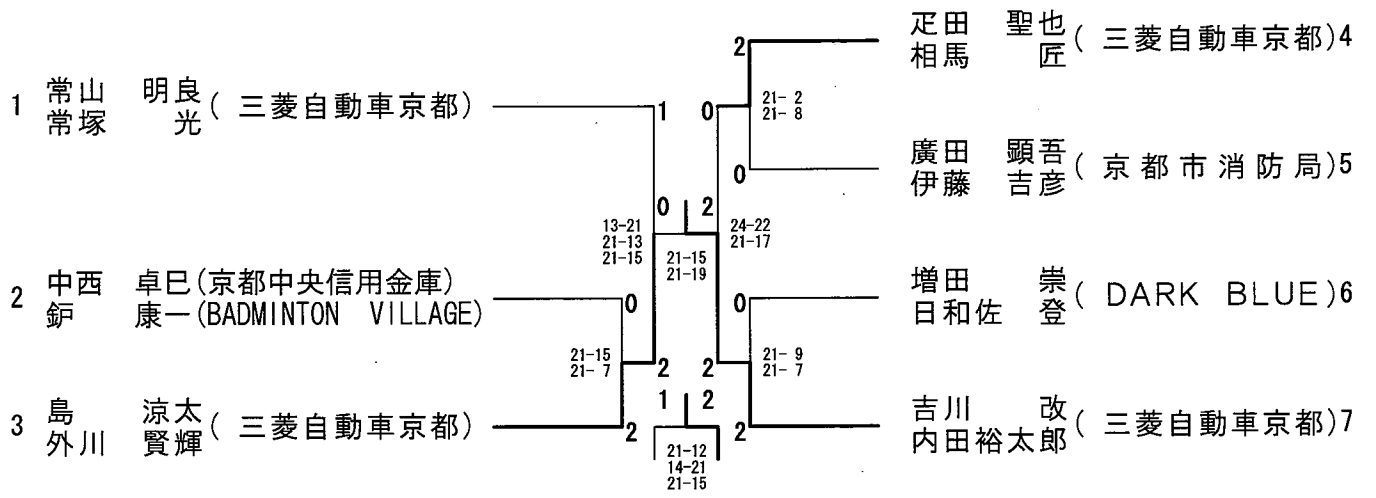 1 常山 明良 ( 三菱自動車京都 )
常塚 光
2 中西 卓巳 (京都中央信用金庫)
鈩 康一 (BADMINTON VILLAGE)
3 島 涼太 ( 三菱自動車京都 )
外川 賢輝
1
13-21
21-13
21-15
0
21-15
21- 7
2
2
0 2
21-15
21-19
1 2
21-12
14-21
21-15
2
0
21- 2
21- 8
0
24-22
21-17
0
2
21- 9
21- 7
2
疋田 聖也 ( 三菱自動車京都 ) 4
相馬 匠
廣田 顕吾 ( 京都市消防局 ) 5
伊藤 吉彦
増田 崇 ( DARK BLUE ) 6
日和佐 登
吉川 改 ( 三菱自動車京都 ) 7
内田裕太郎